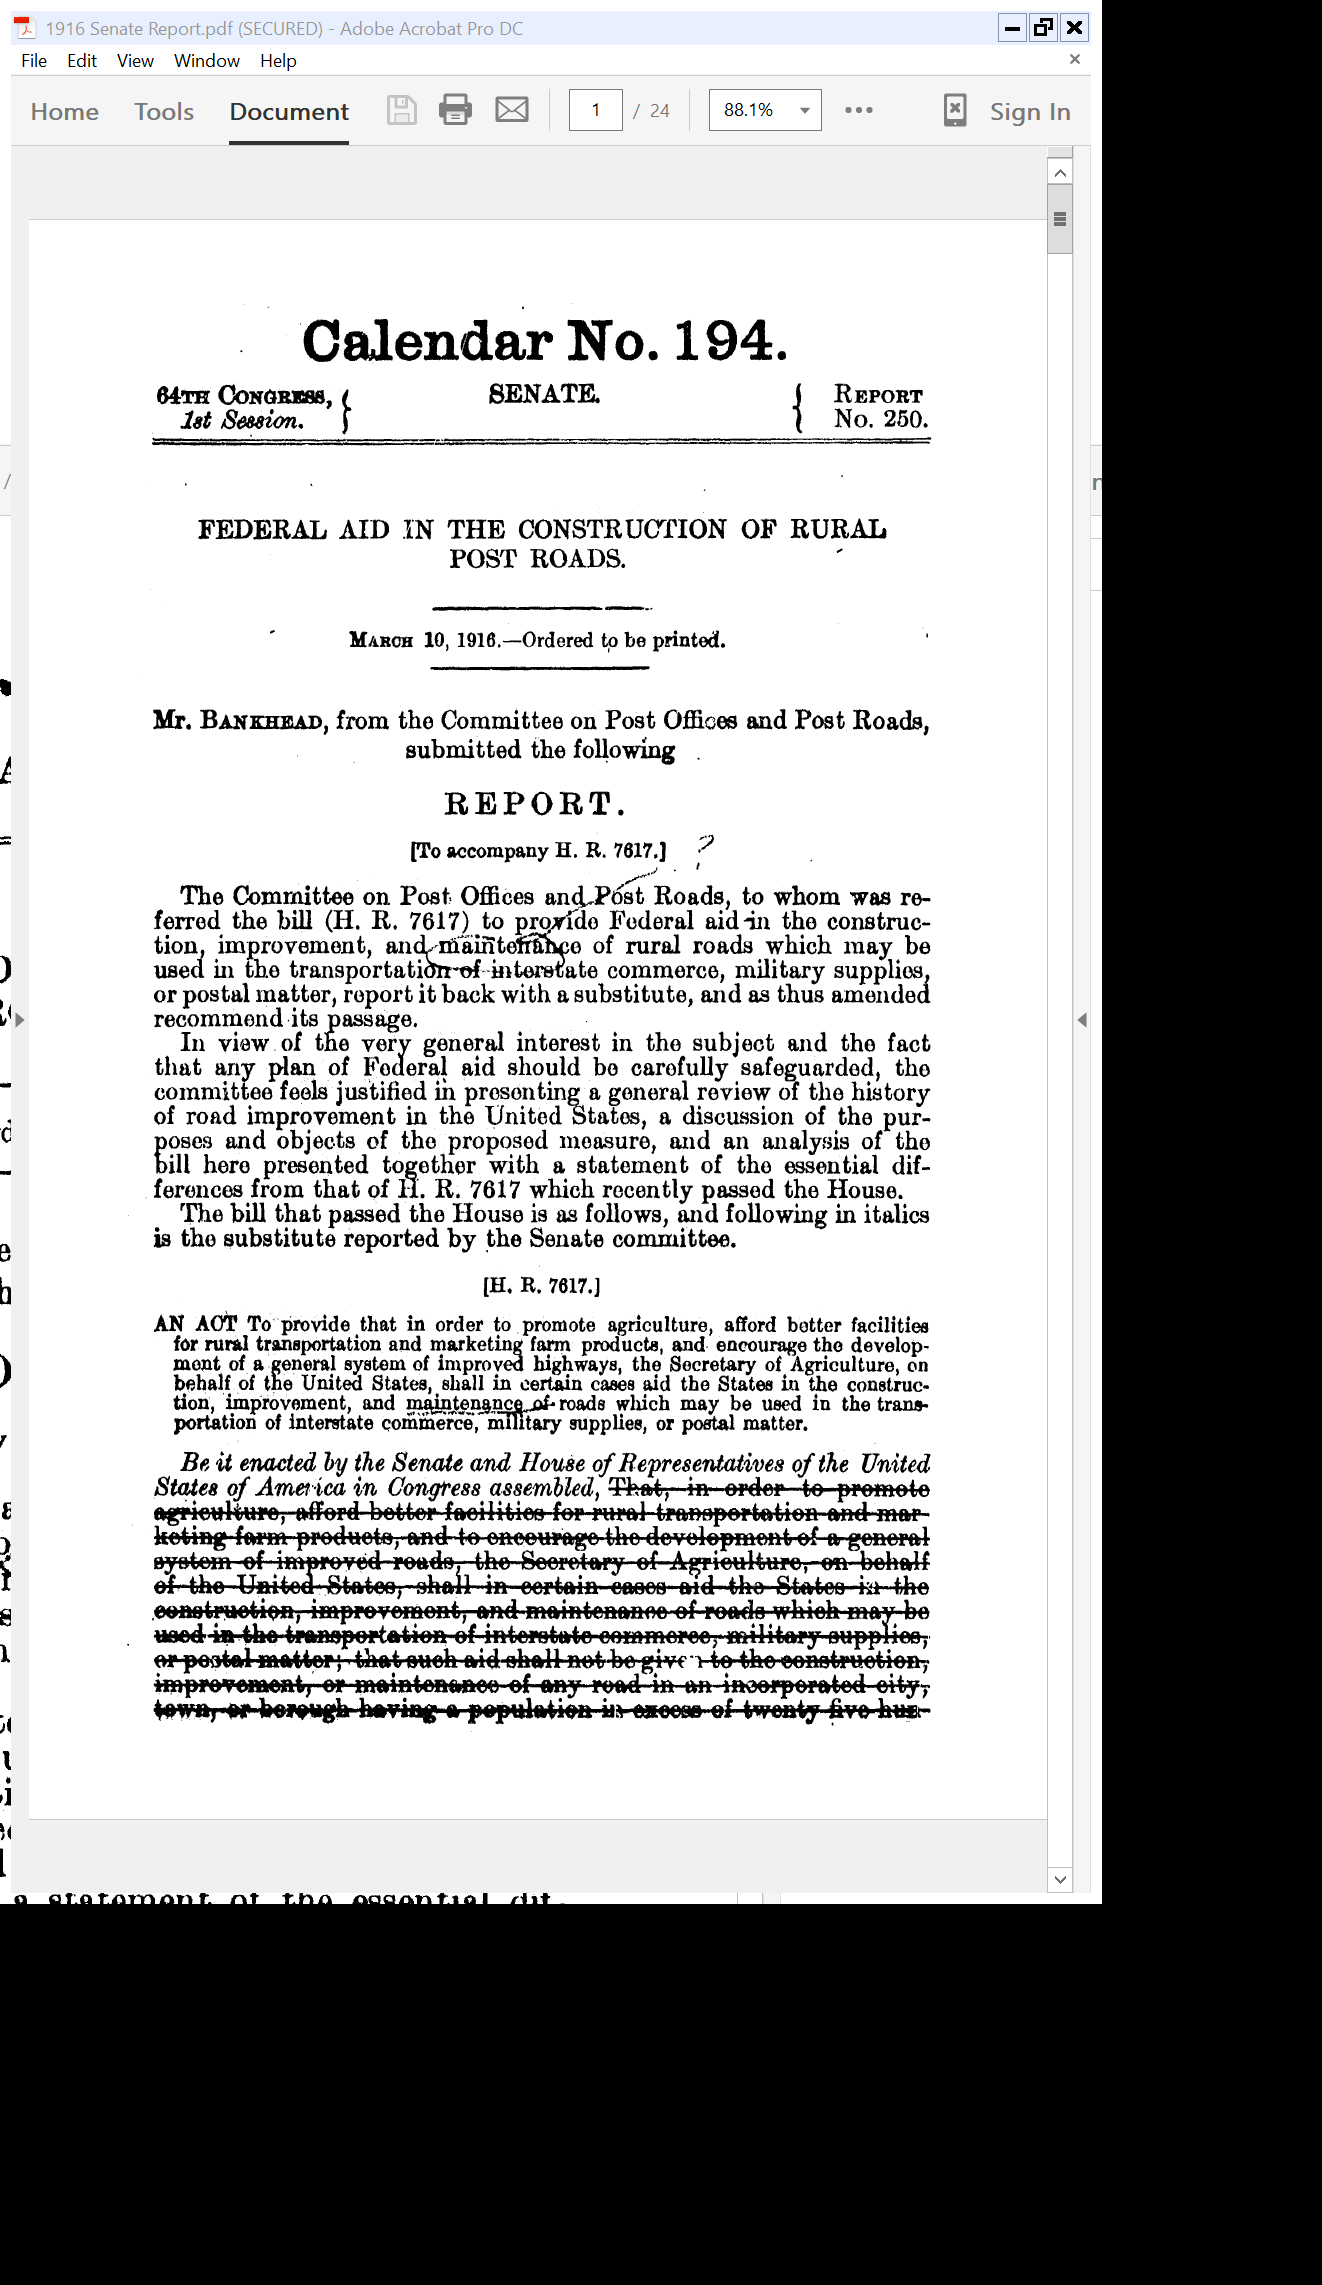 1916 Senate Report.pdf (SECURED) - Adobe Acrobat Pro DC
File Edit View Window Help
Home Tools Document 1 / 24 88.1% Sign In
Calendar No. 194.
64TH CONGRESS, SENATE. REPORT
1st Session. No. 250.
FEDERAL AID IN THE CONSTRUCTION OF RURAL
POST ROADS.
MARCH 10, 1916.—Ordered to be printed.
Mr. BANKHEAD, from the Committee on Post Offices and Post Roads,
submitted the following
REPORT.
[To accompany H. R. 7617.] ?
The Committee on Post Offices and Post Roads, to whom was re-
ferred the bill (H. R. 7617) to provide Federal aid in the construc-
tion, improvement, and maintenance of rural roads which may be
used in the transportation of interstate commerce, military supplies,
or postal matter, report it back with a substitute, and as thus amended
recommend its passage.
In view of the very general interest in the subject and the fact
that any plan of Federal aid should be carefully safeguarded, the
committee feels justified in presenting a general review of the history
of road improvement in the United States, a discussion of the pur-
poses and objects of the proposed measure, and an analysis of the
bill here presented together with a statement of the essential dif-
ferences from that of H. R. 7617 which recently passed the House.
The bill that passed the House is as follows, and following in italics
is the substitute reported by the Senate committee.
[H. R. 7617.]
AN ACT To provide that in order to promote agriculture, afford better facilities
for rural transportation and marketing farm products, and encourage the develop-
ment of a general system of improved highways, the Secretary of Agriculture, on
behalf of the United States, shall in certain cases aid the States in the construc-
tion, improvement, and maintenance of roads which may be used in the trans-
portation of interstate commerce, military supplies, or postal matter.
Be it enacted by the Senate and House of Representatives of the United
States of America in Congress assembled, That, in order to promote
agriculture, afford better facilities for rural transportation and mar-
keting farm products, and to encourage the development of a general
system of improved roads, the Secretary of Agriculture, on behalf
of the United States, shall in certain cases aid the States in the
construction, improvement, and maintenance of roads which may be
used in the transportation of interstate commerce, military supplies,
or postal matter; that such aid shall not be given to the construction,
improvement, or maintenance of any road in an incorporated city,
town, or borough having a population in excess of twenty-five hun-
a statement of the essential dif-